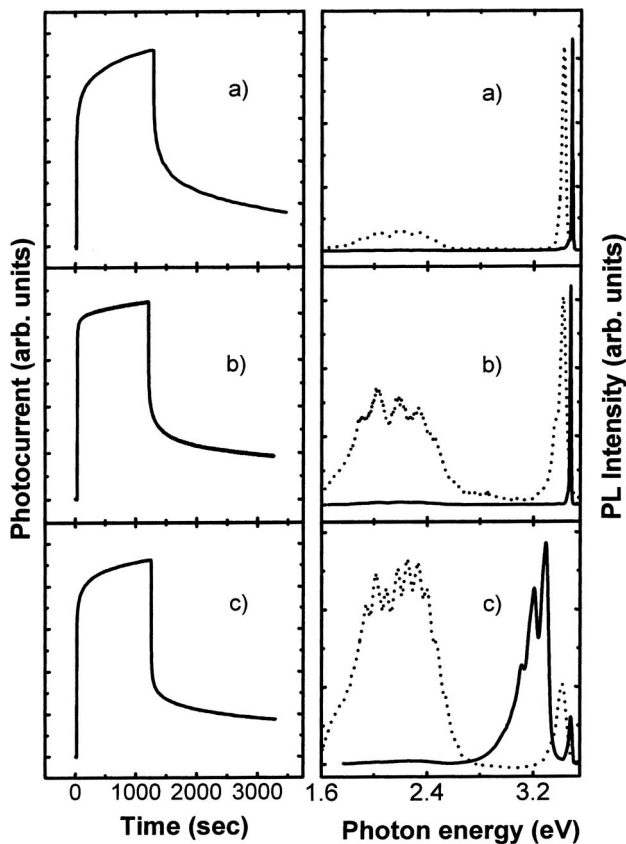 a)
a)
b)
b)
c)
c)
Photocurrent (arb. units)
PL Intensity (arb. units)
0 1000 2000 3000
1.6 2.4 3.2
Time (sec)
Photon energy (eV)